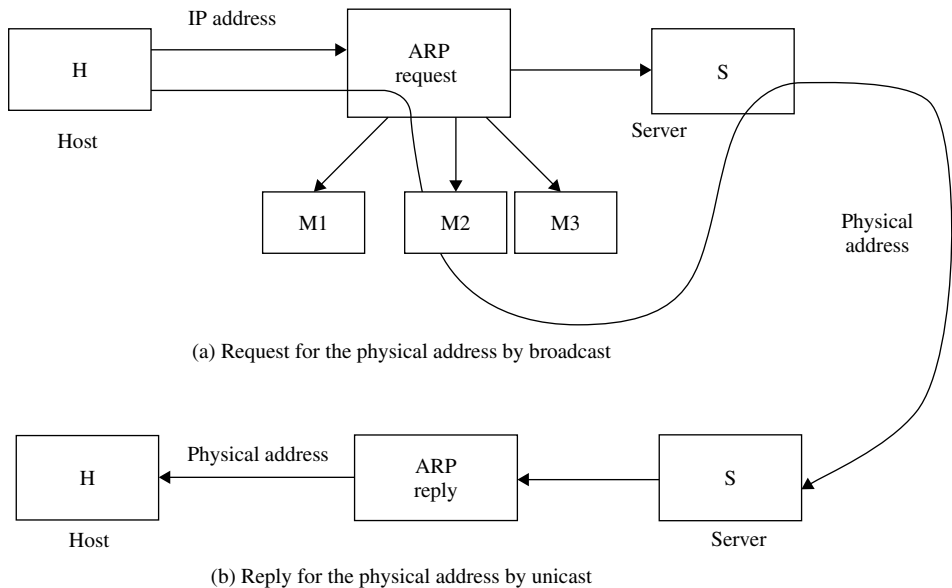 IP address
H
ARP
request
S
Host
Server
M1
M2
M3
Physical
address
(a) Request for the physical address by broadcast
H
Physical address
ARP
reply
S
Host
Server
(b) Reply for the physical address by unicast